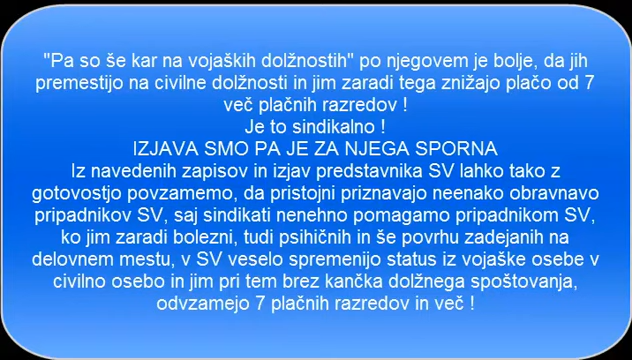 "Pa so še kar na vojaških dolžnostih" po njegovem je bolje, da jih
premestijo na civilne dolžnosti in jim zaradi tega znižajo plačo od 7
več plačnih razredov !
Je to sindikalno !
IZJAVA SMO PA JE ZA NJEGA SPORNA
Iz navedenih zapisov in izjav predstavnika SV lahko tako z
gotovostjo povzamemo, da pristojni priznavajo neenako obravnavo
pripadnikov SV, saj sindikati nenehno pomagamo pripadnikom SV,
ko jim zaradi bolezni, tudi psihičnih in še povrhu zadejanih na
delovnem mestu, v SV veselo spremenijo status iz vojaške osebe v
civilno osebo in jim pri tem brez kančka dolžnega spoštovanja,
odvzamejo 7 plačnih razredov in več !